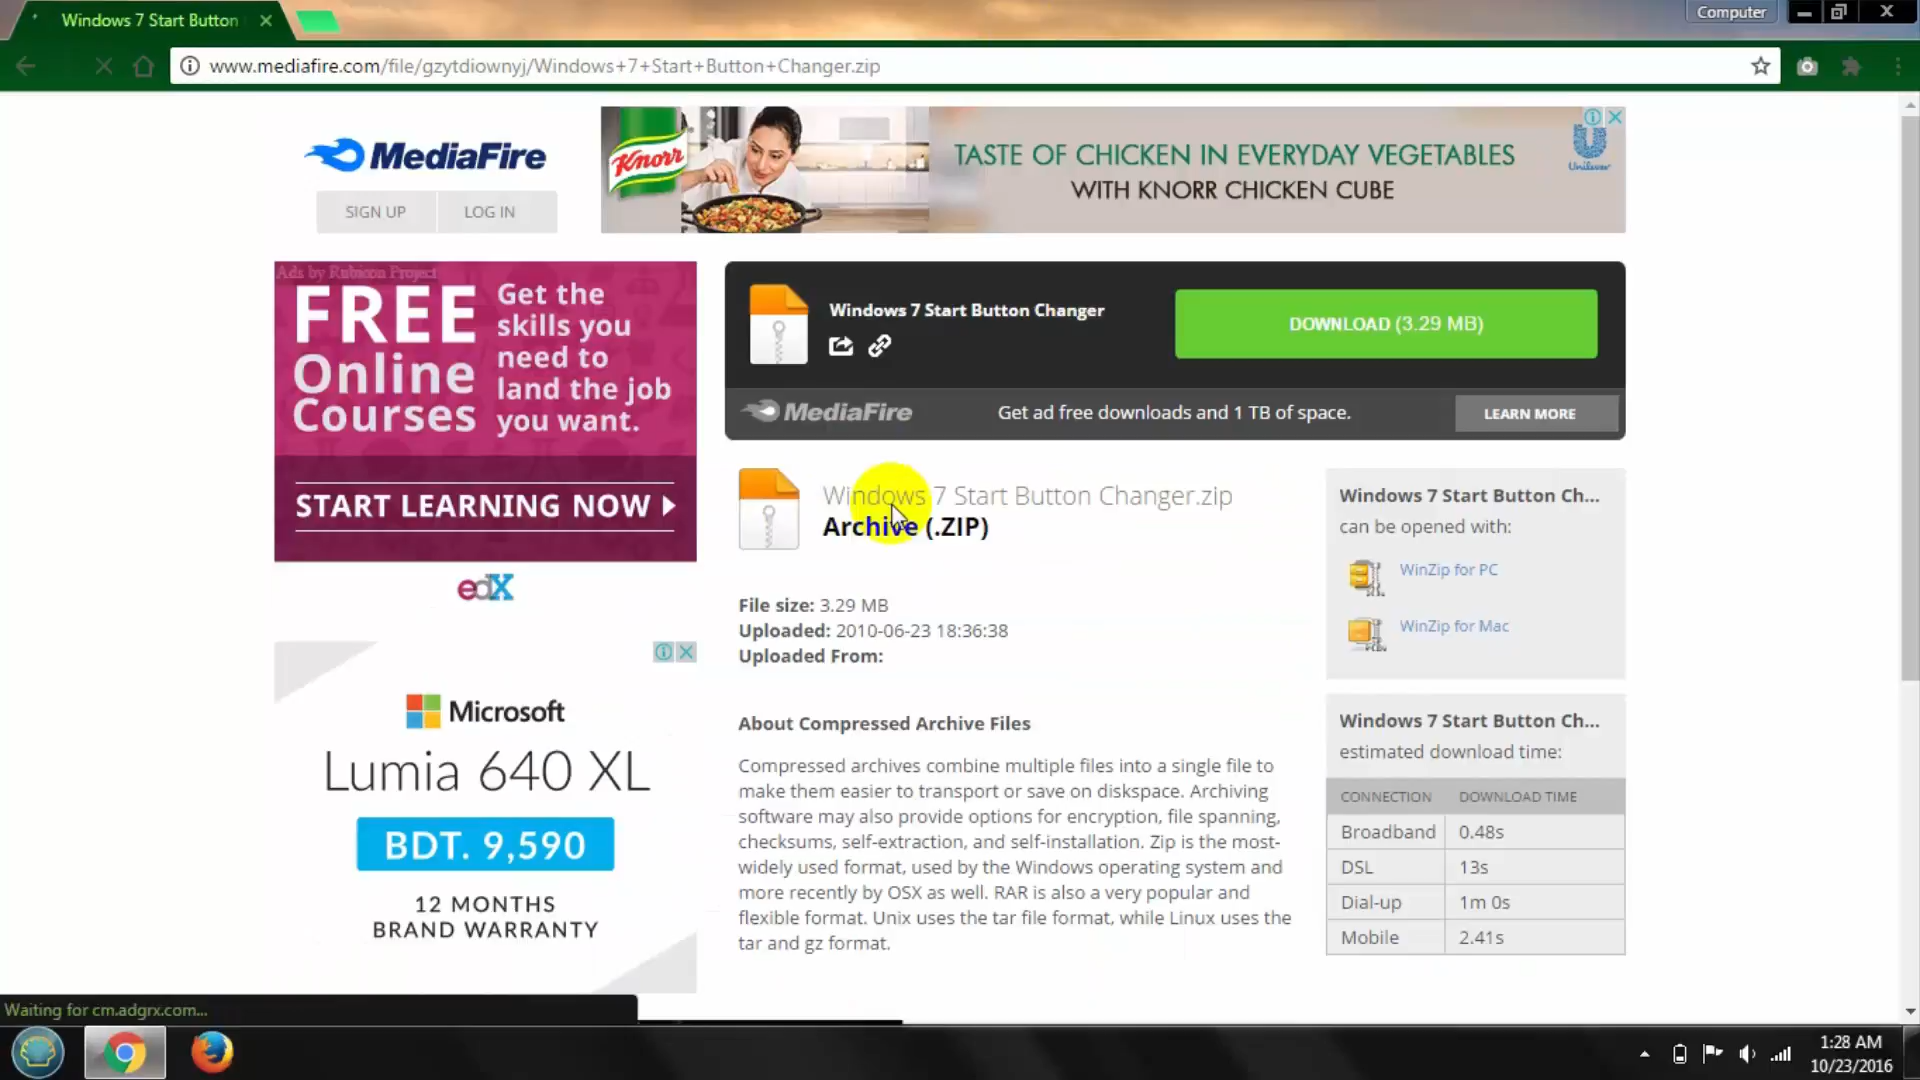 Windows 7 Start Button
Computer
www.mediafire.com/file/gzytdiownyj/Windows+7+Start+Button+Changer.zip
MediaFire
SIGN UP
LOG IN
Knorr
TASTE OF CHICKEN IN EVERYDAY VEGETABLES
WITH KNORR CHICKEN CUBE
Unilever
Ads by Rubicon Project
FREE
Online
Courses
Get the
skills you
need to
land the job
you want.
START LEARNING NOW
edX
Windows 7 Start Button Changer
DOWNLOAD (3.29 MB)
MediaFire
Get ad free downloads and 1 TB of space.
LEARN MORE
Windows 7 Start Button Changer.zip
Archive (.ZIP)
File size: 3.29 MB
Uploaded: 2010-06-23 18:36:38
Uploaded From:
About Compressed Archive Files
Compressed archives combine multiple files into a single file to
make them easier to transport or save on diskspace. Archiving
software may also provide options for encryption, file spanning,
checksums, self-extraction, and self-installation. Zip is the most-
widely used format, used by the Windows operating system and
more recently by OSX as well. RAR is also a very popular and
flexible format. Unix uses the tar file format, while Linux uses the
tar and gz format.
Windows 7 Start Button Ch...
can be opened with:
WinZip for PC
WinZip for Mac
Windows 7 Start Button Ch...
estimated download time:
CONNECTION DOWNLOAD TIME
Broadband 0.48s
DSL 13s
Dial-up 1m 0s
Mobile 2.41s
Microsoft
Lumia 640 XL
BDT. 9,590
12 MONTHS
BRAND WARRANTY
Waiting for cm.adgrx.com...
1:28 AM
10/23/2016